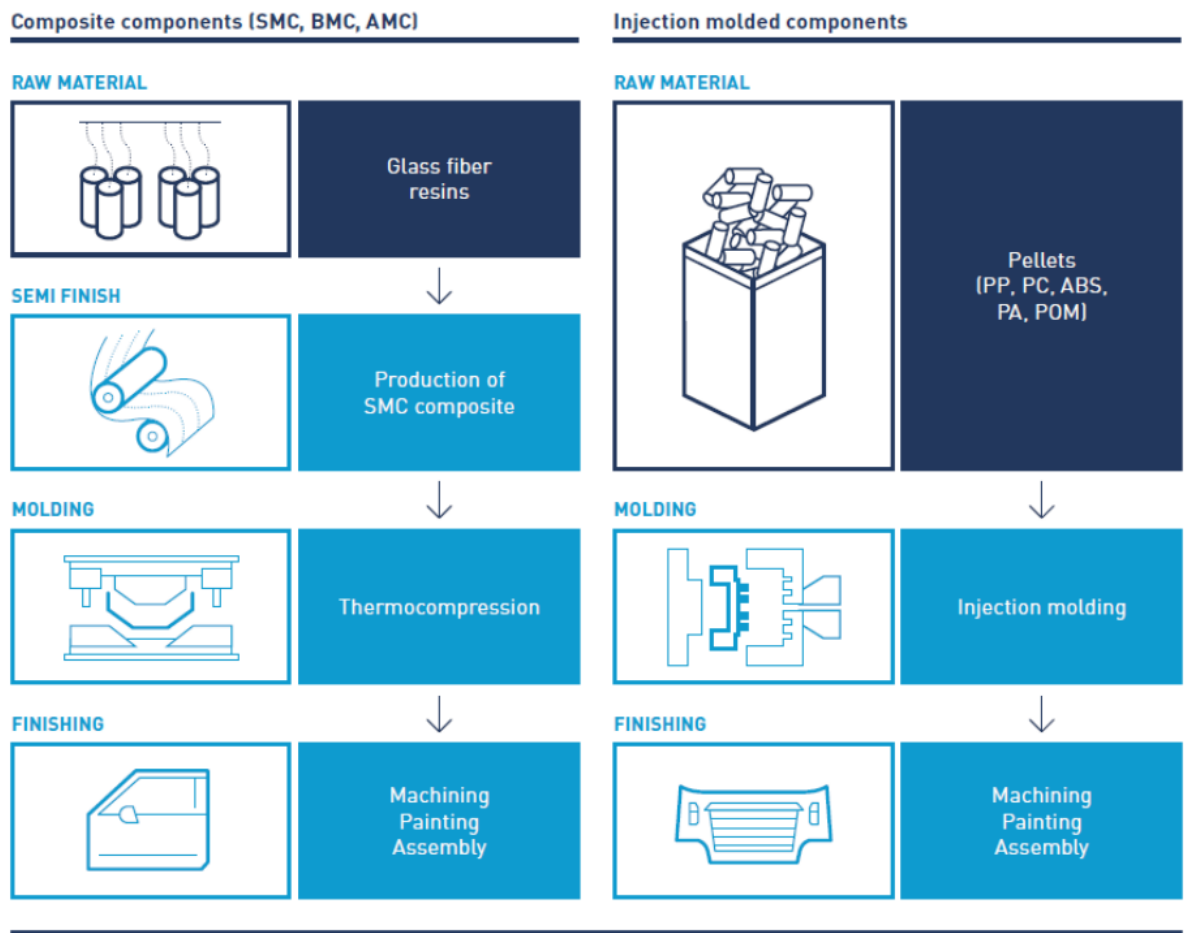 Composite components (SMC, BMC, AMC)
RAW MATERIAL
Glass fiber
resins
SEMI FINISH
Production of
SMC composite
MOLDING
Thermocompression
FINISHING
Machining
Painting
Assembly
Injection molded components
RAW MATERIAL
Pellets
(PP, PC, ABS,
PA, POM)
MOLDING
Injection molding
FINISHING
Machining
Painting
Assembly